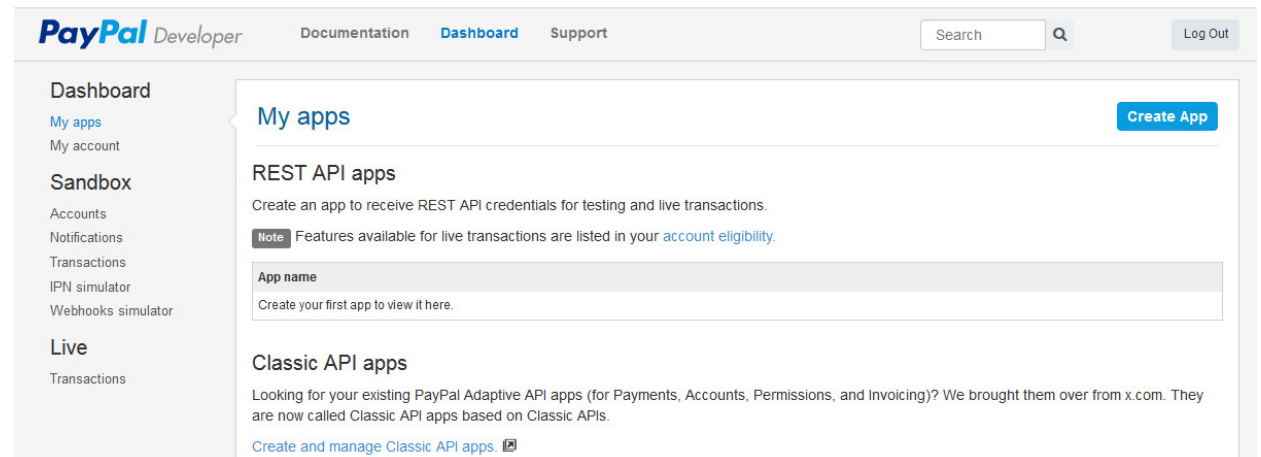 PayPal Developer Documentation Dashboard Support Search Log Out
Dashboard
My apps
My account
Sandbox
Accounts
Notifications
Transactions
IPN simulator
Webhooks simulator
Live
Transactions
My apps Create App
REST API apps
Create an app to receive REST API credentials for testing and live transactions.
Note Features available for live transactions are listed in your account eligibility.
App name
Create your first app to view it here.
Classic API apps
Looking for your existing PayPal Adaptive API apps (for Payments, Accounts, Permissions, and Invoicing)? We brought them over from x.com. They
are now called Classic API apps based on Classic APIs.
Create and manage Classic API apps.